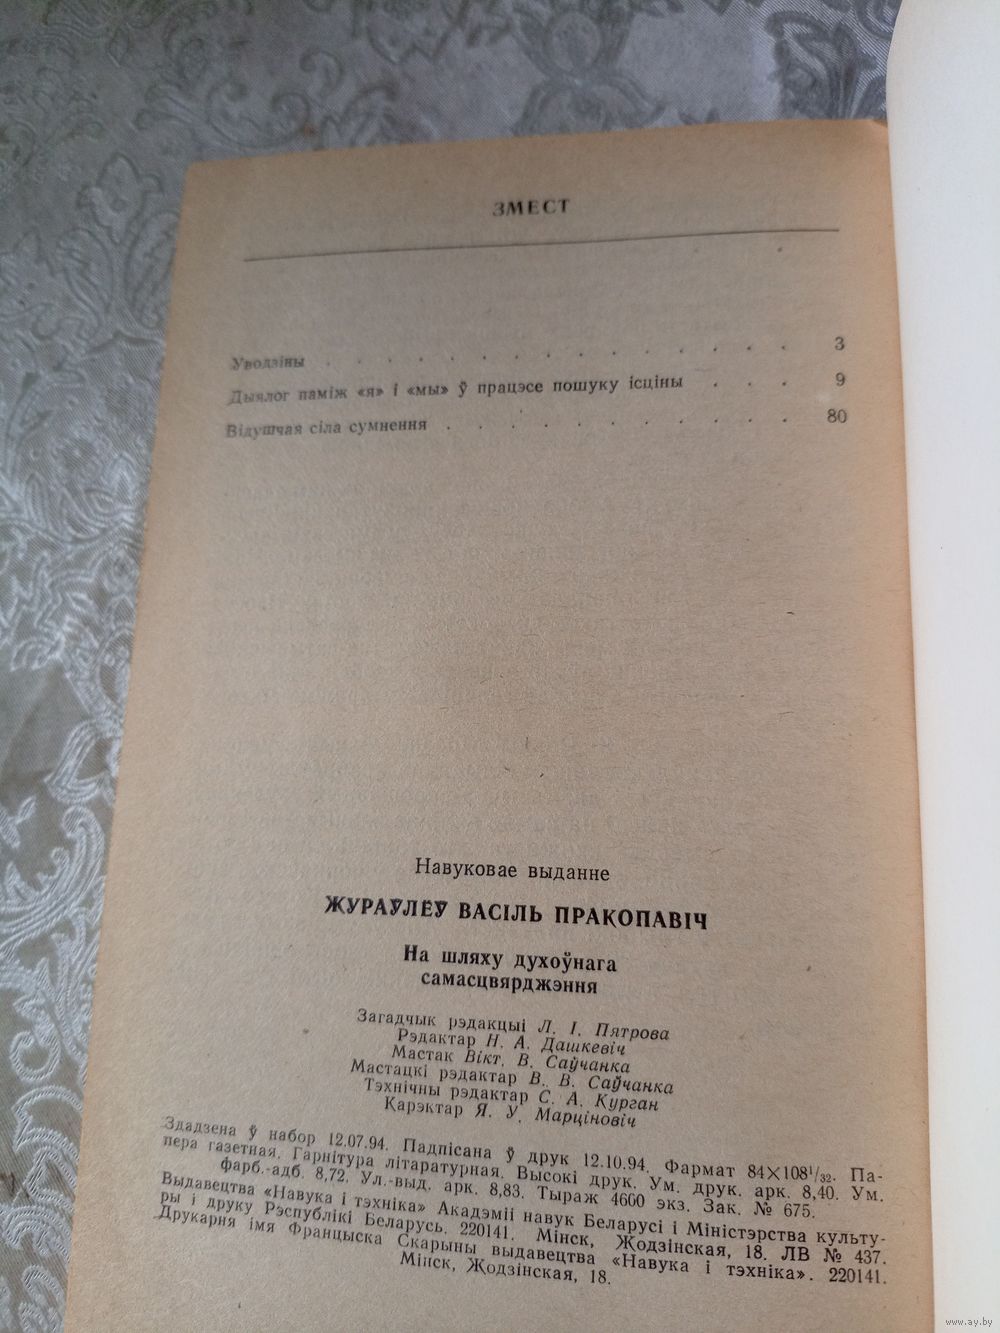 ЗМЕСТ
Уводзіны . . . . . . . . . . . . . . . 3
Дыялог паміж «я» і «мы» ў працэсе пошуку ісціны . . . 9
Відушчая сіла сумнення . . . . . . . . . . . 80
Навуковае выданне
ЖУРАЎЛЕЎ ВАСІЛЬ ПРАКОПАВІЧ
На шляху духоўнага
самасцвярджэння
Загадчык рэдакцыі Л. І. Пятрова
Рэдактар Н. А. Дашкевіч
Мастак Вікт. В. Саўчанка
Мастацкі рэдактар В. В. Саўчанка
Тэхнічны рэдактар С. А. Курган
Карэктар Я. У. Марціновіч
Здадзена ў набор 12.07.94. Падпісана ў друк 12.10.94. Фармат 84×108¹/₃₂. Па-
пера газетная. Гарнітура літаратурная. Высокі друк. Ум. друк. арк. 8,40. Ум.
фарб.-адб. 8,72. Ул.-выд. арк. 8,83. Тыраж 4600 экз. Зак. № 675.
Выдавецтва «Навука і тэхніка» Акадэміі навук Беларусі і Міністэрства культу-
ры і друку Рэспублікі Беларусь. 220141. Мінск, Жодзінская, 18. ЛВ № 437.
Друкарня імя Францыска Скарыны выдавецтва «Навука і тэхніка». 220141.
Мінск, Жодзінская, 18.
www.ay.by